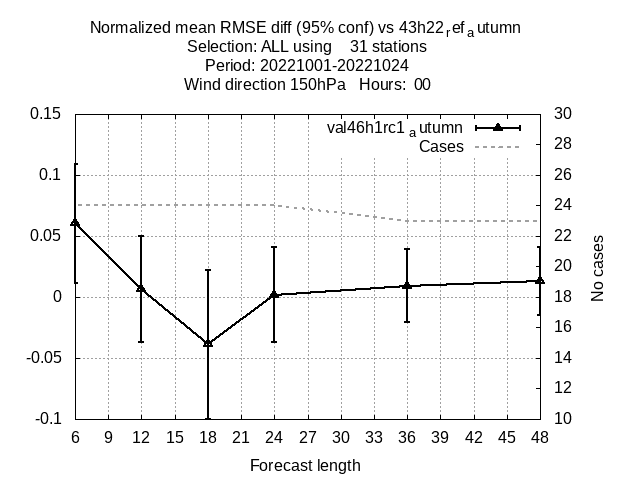 Normalized mean RMSE diff (95% conf) vs 43h22refautumn
Selection: ALL using 31 stations
Period: 20221001-20221024
Wind direction 150hPa Hours: 00
0.15 30
val46h1rc1autumn
28
Cases
0.1 26
24
0.05 22
20
0 18
16
-0.05 14
12
-0.1 10
No cases
6 9 12 15 18 21 24 27 30 33 36 39 42 45 48
Forecast length